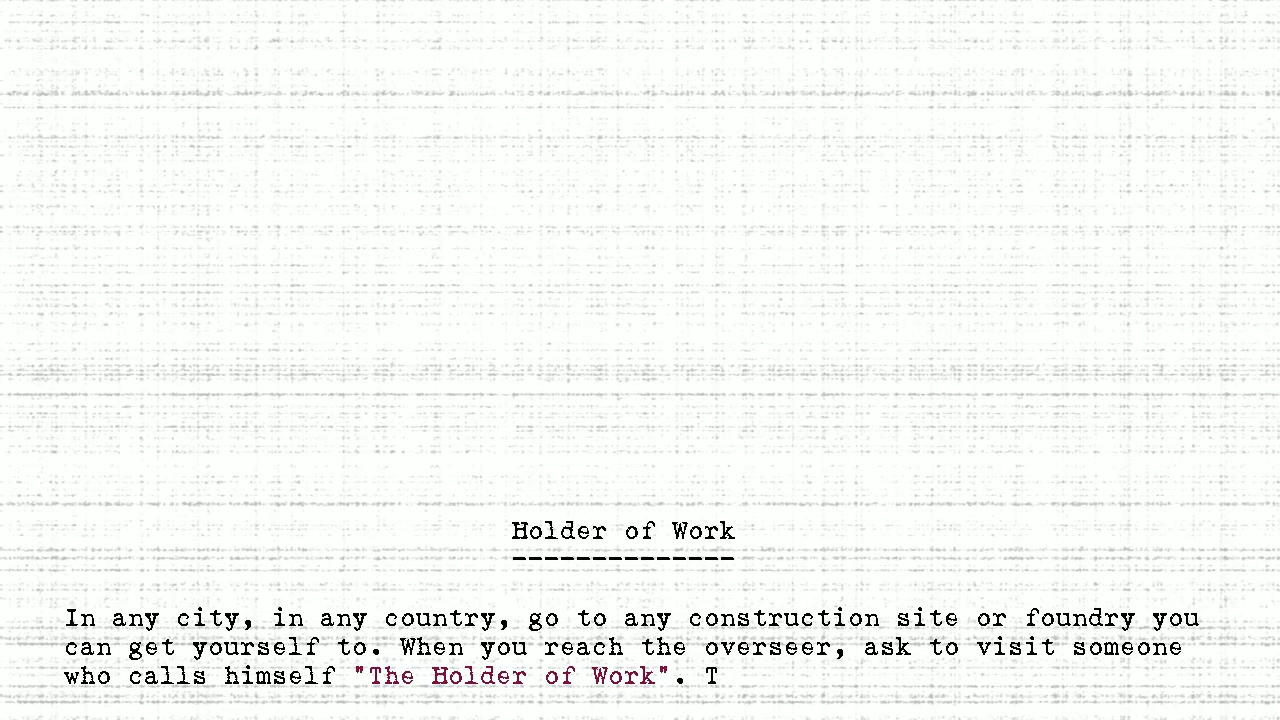 Holder of Work
--------------
In any city, in any country, go to any construction site or foundry you
can get yourself to. When you reach the overseer, ask to visit someone
who calls himself "The Holder of Work". T